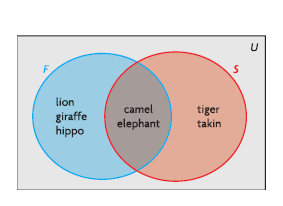 U
F
S
lion
giraffe
hippo
camel
elephant
tiger
takin